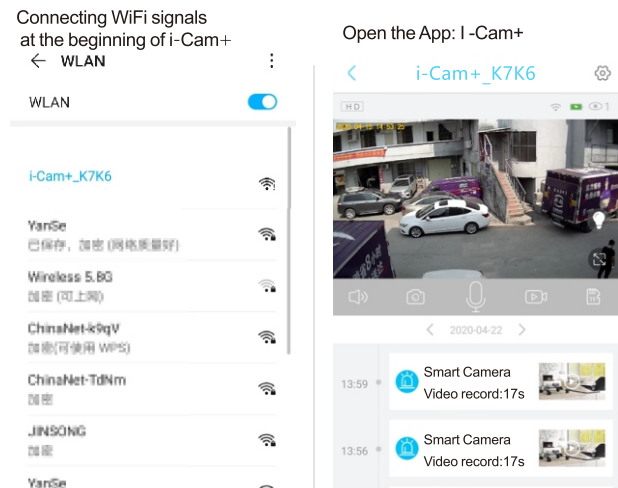 Connecting WiFi signals
at the beginning of i-Cam+
WLAN
WLAN
i-Cam+_K7K6
YanSe
已保存，加密 (网络质量好)
Wireless 5.8G
加密 (可上网)
ChinaNet-k9qV
加密(可使用 WPS)
ChinaNet-TdNm
加密
JINSONG
加密
YanSe
Open the App: I -Cam+
i-Cam+_K7K6
HD
1
2020-04-22
13:59
Smart Camera
Video record:17s
13:56
Smart Camera
Video record:17s